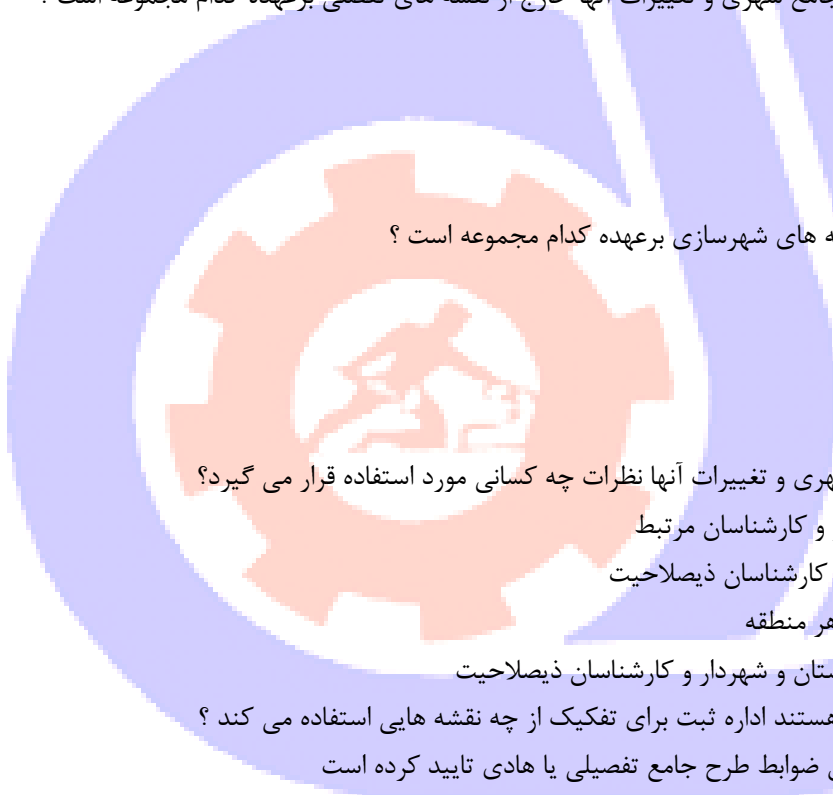 جامع شهری و تغییرات آنها خارج از نقشه های تفصیلی برعهده کدام مجموعه است ؟
ه های شهرسازی برعهده کدام مجموعه است ؟
هری و تغییرات آنها نظرات چه کسانی مورد استفاده قرار می گیرد؟
و کارشناسان مرتبط
کارشناسان ذیصلاحیت
هر منطقه
ستان و شهردار و کارشناسان ذیصلاحیت
هستند اداره ثبت برای تفکیک از چه نقشه هایی استفاده می کند ؟
ضوابط طرح جامع تفصیلی یا هادی تایید کرده است